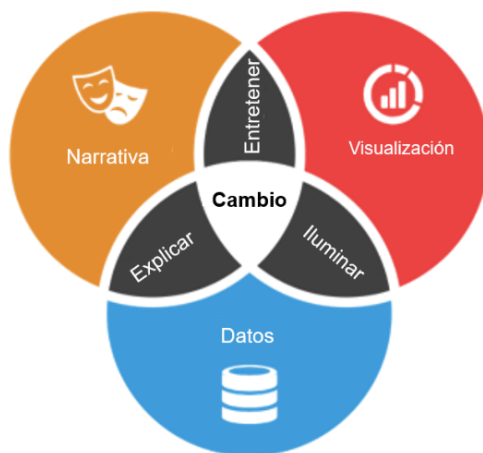 Entretener
Narrativa
Visualización
Cambio
Explicar
Iluminar
Datos